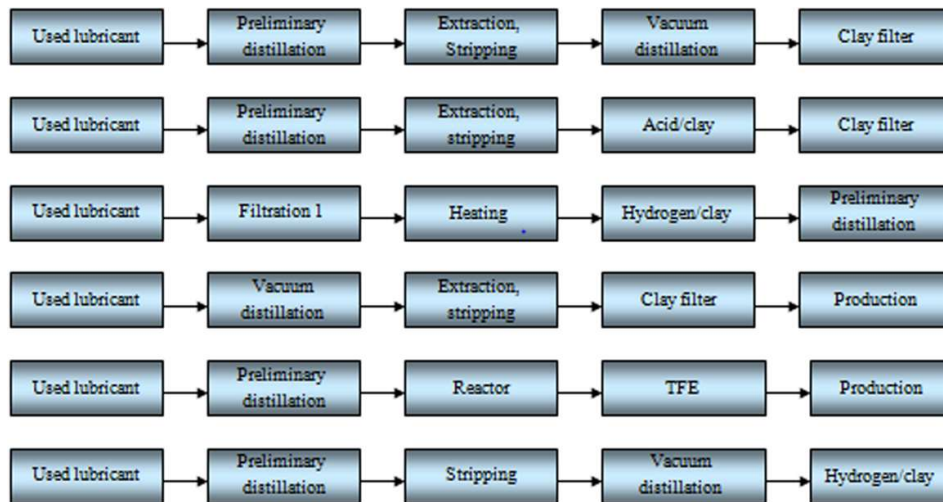 Used lubricant
Preliminary
distillation
Extraction,
Stripping
Vacuum
distillation
Clay filter
Used lubricant
Preliminary
distillation
Extraction,
stripping
Acid/clay
Clay filter
Used lubricant
Filtration 1
Heating
Hydrogen/clay
Preliminary
distillation
Used lubricant
Vacuum
distillation
Extraction,
stripping
Clay filter
Production
Used lubricant
Preliminary
distillation
Reactor
TFE
Production
Used lubricant
Preliminary
distillation
Stripping
Vacuum
distillation
Hydrogen/clay